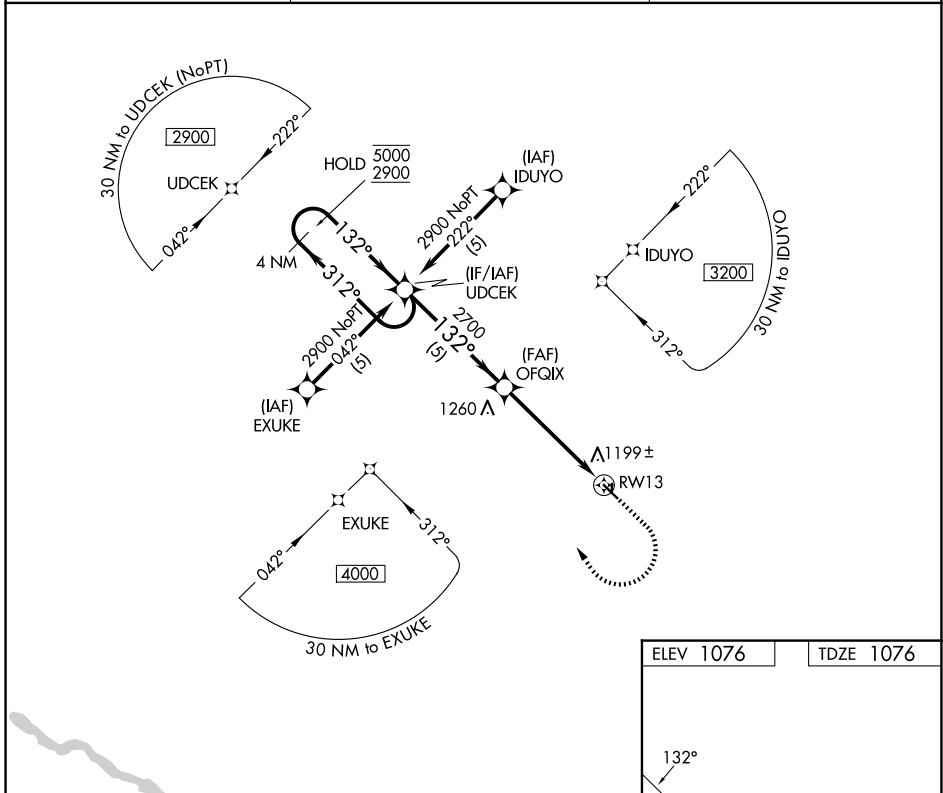 30 NM to UDCEK (NoPT)
2900
222°
UDCEK
042°
HOLD 5000
2900
(IAF)
IDUYO
2900 NoPT
222°
(5)
132°
4 NM
312°
(IF/IAF)
UDCEK
222°
IDUYO
3200
312°
30 NM to IDUYO
2900 NoPT
042°
(5)
(IAF)
EXUKE
2700
132°
(5)
(FAF)
OFQIX
1260
1199±
RW13
EXUKE
042°
312°
4000
30 NM to EXUKE
ELEV 1076
TDZE 1076
132°